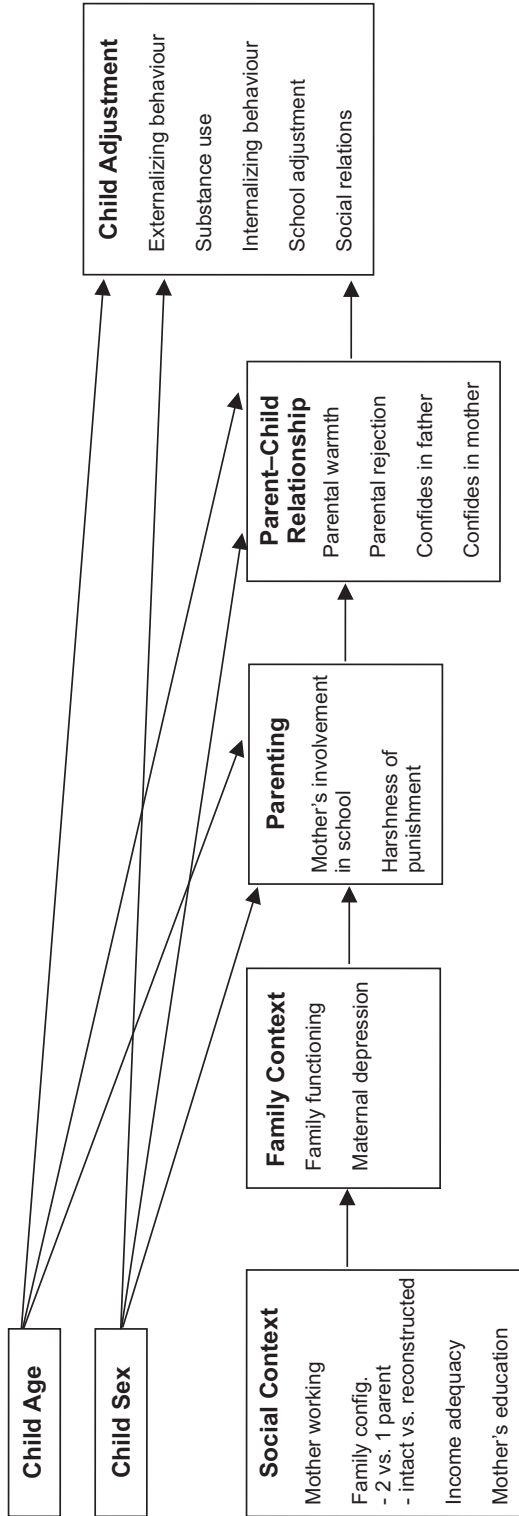 Child Age
Child Sex
Social Context
Mother working
Family config.
- 2 vs. 1 parent
- intact vs. reconstructed
Income adequacy
Mother's education
Family Context
Family functioning
Maternal depression
Parenting
Mother's involvement
in school
Harshness of
punishment
Parent–Child
Relationship
Parental warmth
Parental rejection
Confides in father
Confides in mother
Child Adjustment
Externalizing behaviour
Substance use
Internalizing behaviour
School adjustment
Social relations